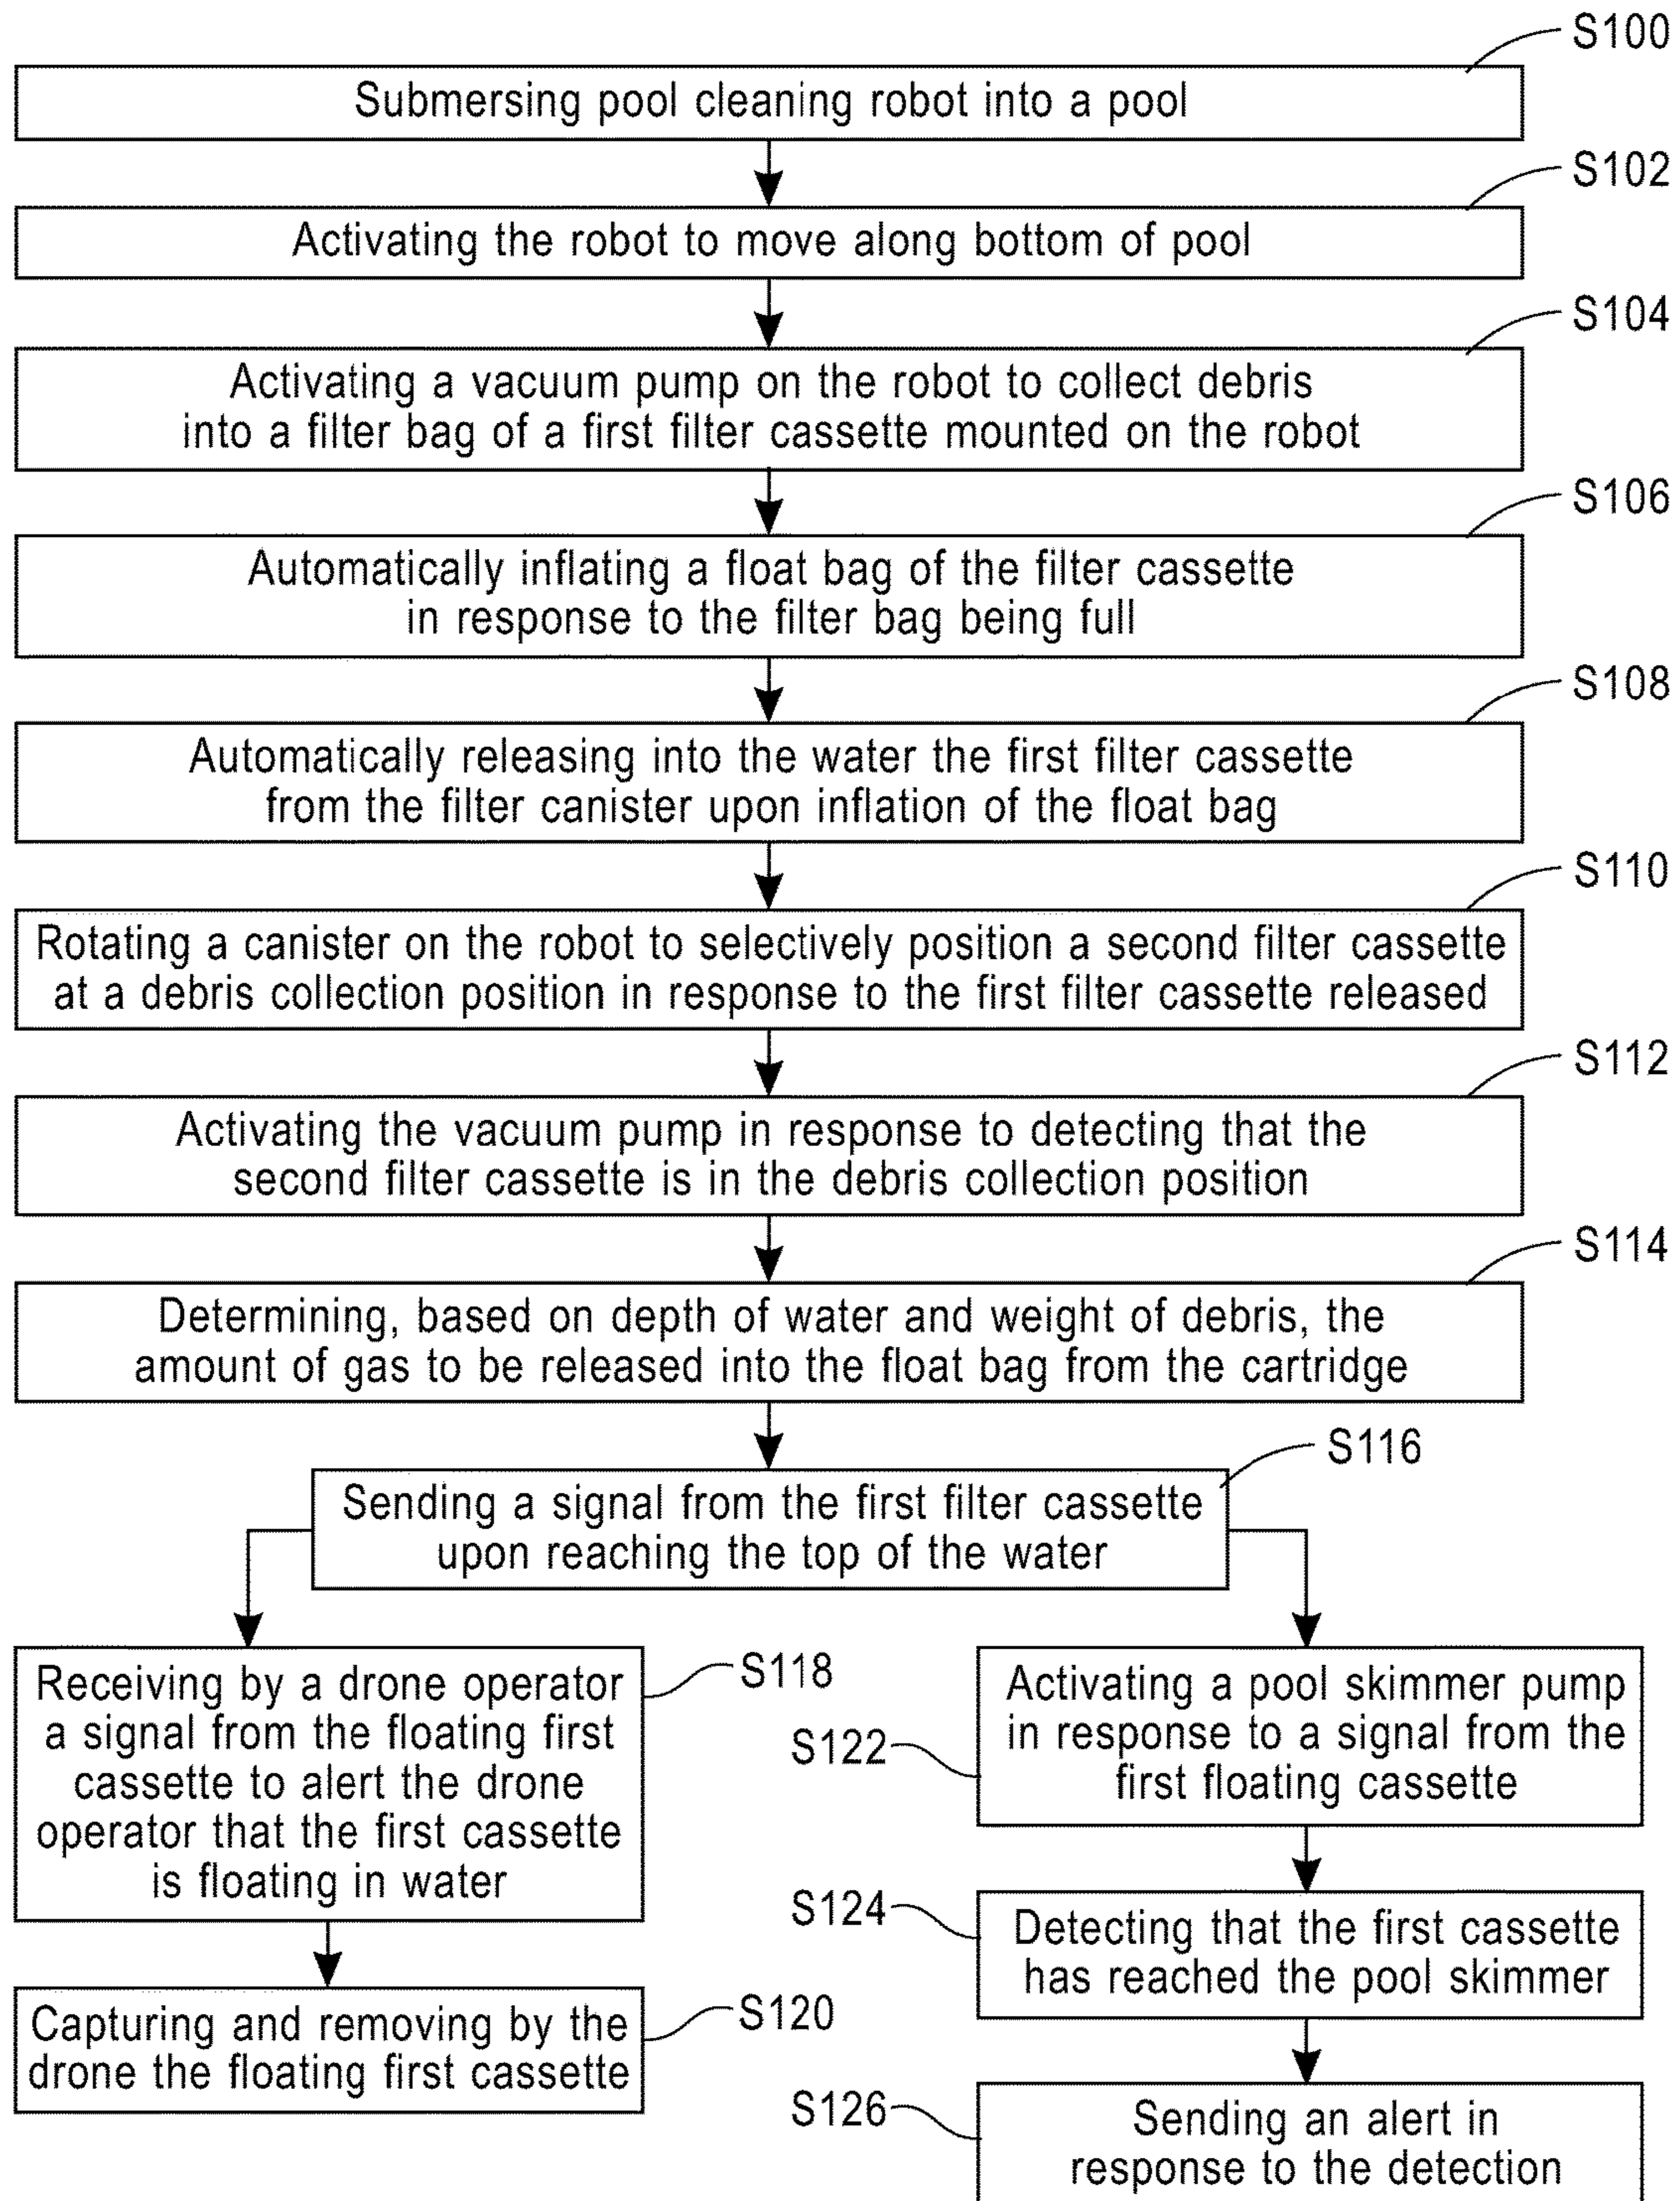 S100
Submersing pool cleaning robot into a pool
S102
Activating the robot to move along bottom of pool
S104
Activating a vacuum pump on the robot to collect debris
into a filter bag of a first filter cassette mounted on the robot
S106
Automatically inflating a float bag of the filter cassette
in response to the filter bag being full
S108
Automatically releasing into the water the first filter cassette
from the filter canister upon inflation of the float bag
S110
Rotating a canister on the robot to selectively position a second filter cassette
at a debris collection position in response to the first filter cassette released
S112
Activating the vacuum pump in response to detecting that the
second filter cassette is in the debris collection position
S114
Determining, based on depth of water and weight of debris, the
amount of gas to be released into the float bag from the cartridge
S116
Sending a signal from the first filter cassette
upon reaching the top of the water
S118
Receiving by a drone operator
a signal from the floating first
cassette to alert the drone
operator that the first cassette
is floating in water
S120
Capturing and removing by the
drone the floating first cassette
S122
Activating a pool skimmer pump
in response to a signal from the
first floating cassette
S124
Detecting that the first cassette
has reached the pool skimmer
S126
Sending an alert in
response to the detection